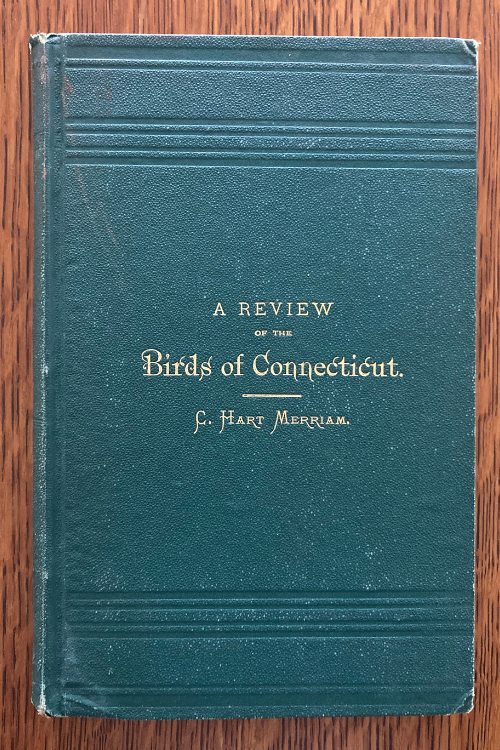 A REVIEW
OF THE
Birds of Connecticut.
C. HART MERRIAM.